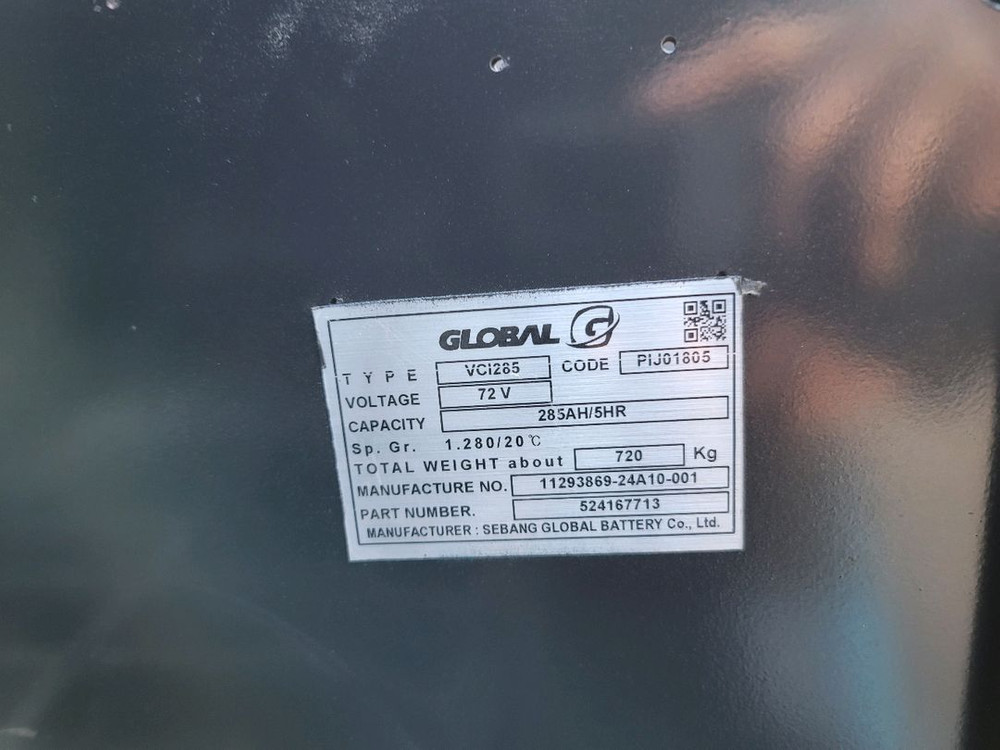 GLOBAL G
TYPE VCI285 CODE PIJ01805
VOLTAGE 72 V
CAPACITY 285AH/5HR
Sp. Gr. 1.280/20℃
TOTAL WEIGHT about 720 Kg
MANUFACTURE NO. 11293869-24A10-001
PART NUMBER. 524167713
MANUFACTURER : SEBANG GLOBAL BATTERY Co., Ltd.